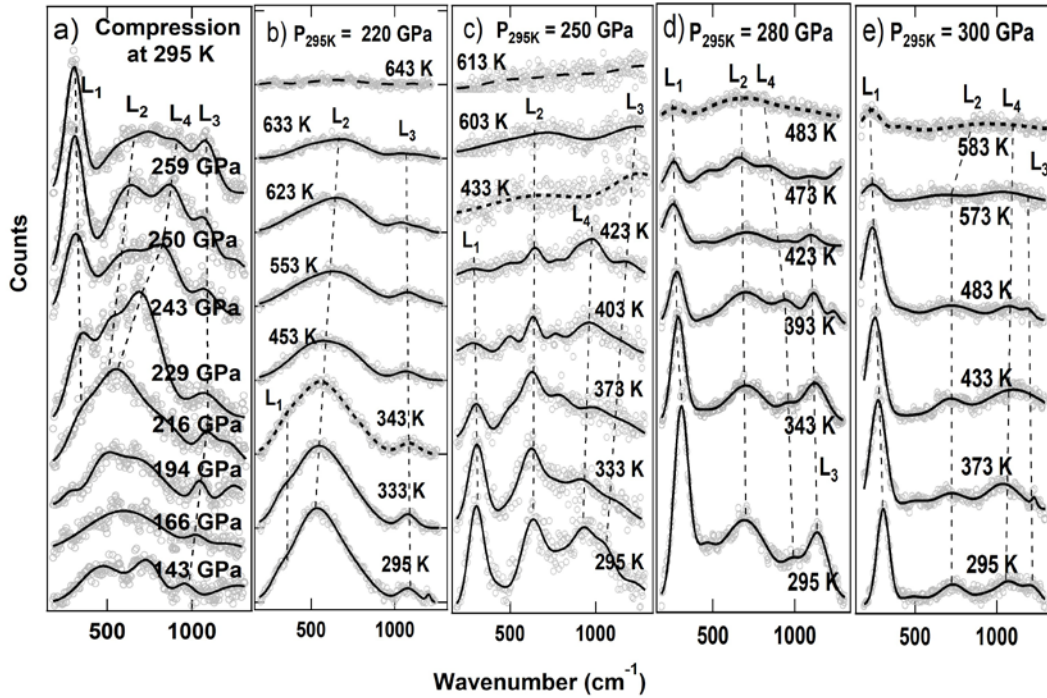 Counts
a) Compression
at 295 K
L1
L2
L4
L3
259 GPa
250 GPa
243 GPa
229 GPa
216 GPa
194 GPa
166 GPa
143 GPa
500
1000
b) P295K = 220 GPa
643 K
L2
L3
633 K
623 K
553 K
453 K
L1
343 K
333 K
295 K
500
1000
c) P295K = 250 GPa
613 K
L2
L3
603 K
433 K
L4
L1
423 K
403 K
373 K
333 K
295 K
500
1000
d) P295K = 280 GPa
L1
L2
L4
483 K
473 K
423 K
393 K
343 K
L3
295 K
500
1000
e) P295K = 300 GPa
L1
L2
L4
583 K
L3
573 K
483 K
433 K
373 K
295 K
500
1000
Wavenumber (cm-1)